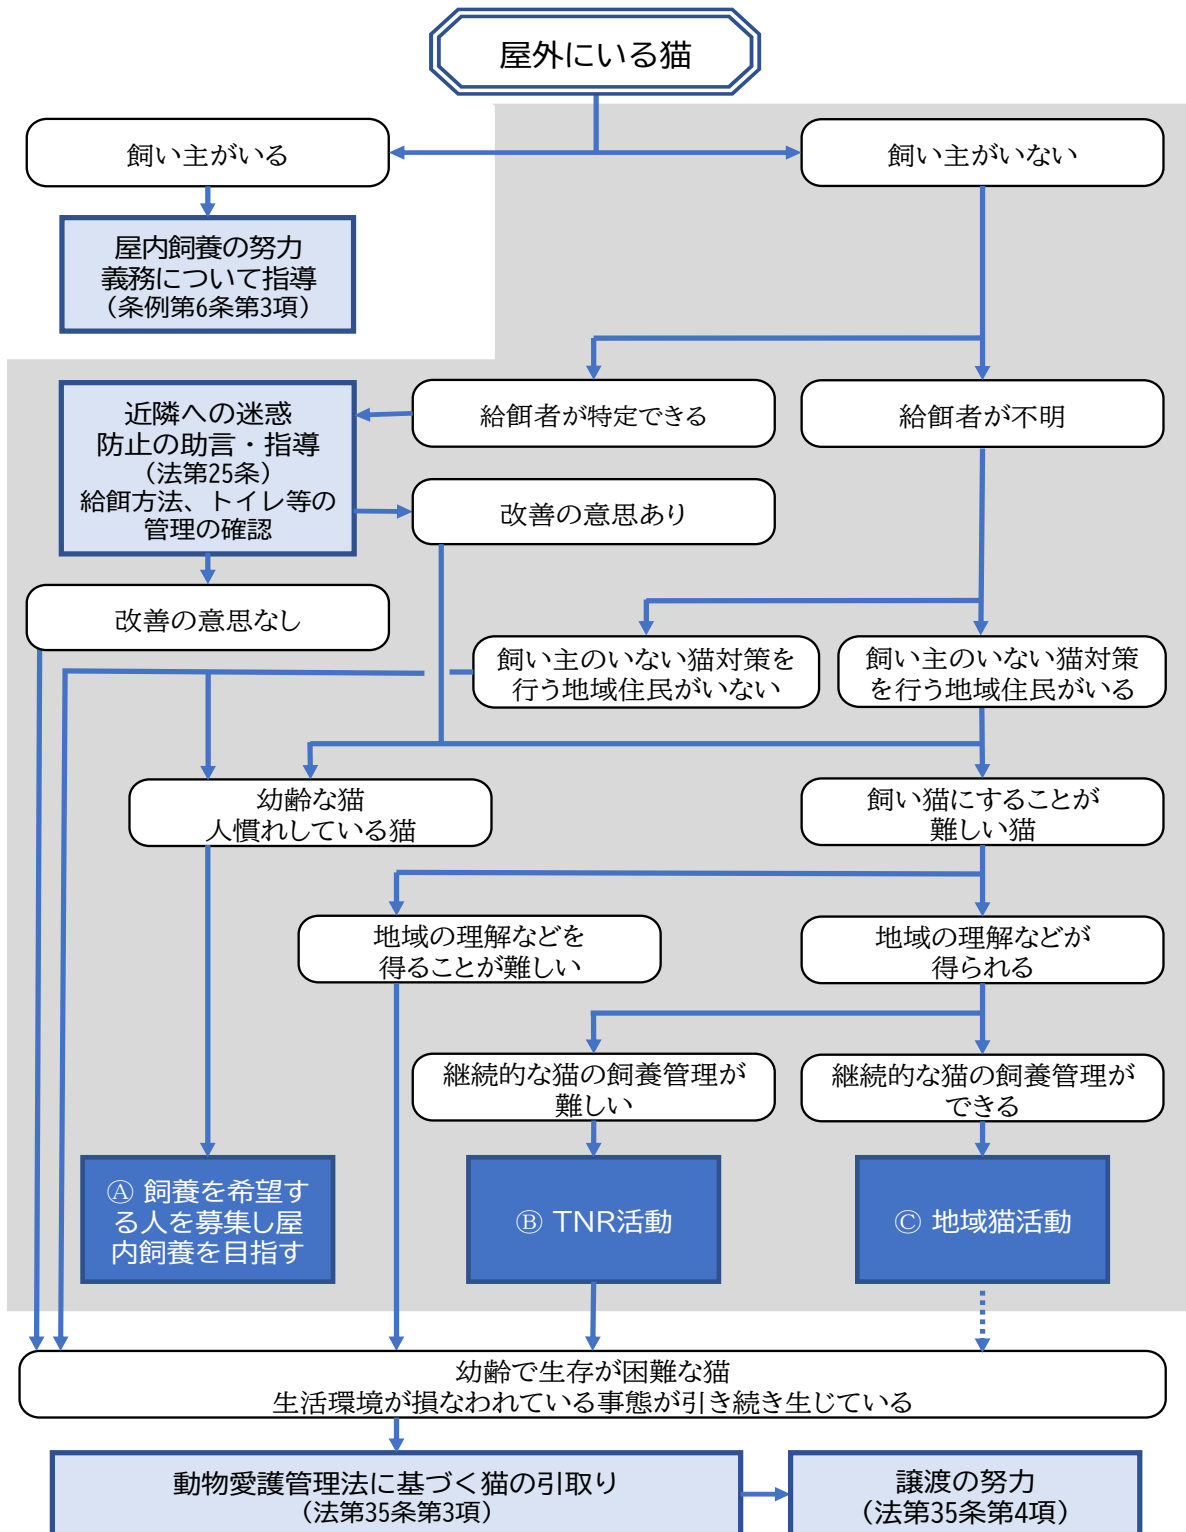 屋外にいる猫
飼い主がいる
飼い主がいない
屋内飼養の努力
義務について指導
(条例第6条第3項)
近隣への迷惑
防止の助言・指導
(法第25条)
給餌方法、トイレ等の
管理の確認
給餌者が特定できる
給餌者が不明
改善の意思あり
改善の意思なし
飼い主のいない猫対策を
行う地域住民がいない
飼い主のいない猫対策
を行う地域住民がいる
幼齢な猫
人慣れしている猫
飼い猫にすることが
難しい猫
地域の理解などを
得ることが難しい
地域の理解などが
得られる
継続的な猫の飼養管理が
難しい
継続的な猫の飼養管理が
できる
Ⓐ 飼養を希望す
る人を募集し屋
内飼養を目指す
Ⓑ TNR活動
Ⓒ 地域猫活動
幼齢で生存が困難な猫
生活環境が損なわれている事態が引き続き生じている
動物愛護管理法に基づく猫の引取り
(法第35条第3項)
譲渡の努力
(法第35条第4項)